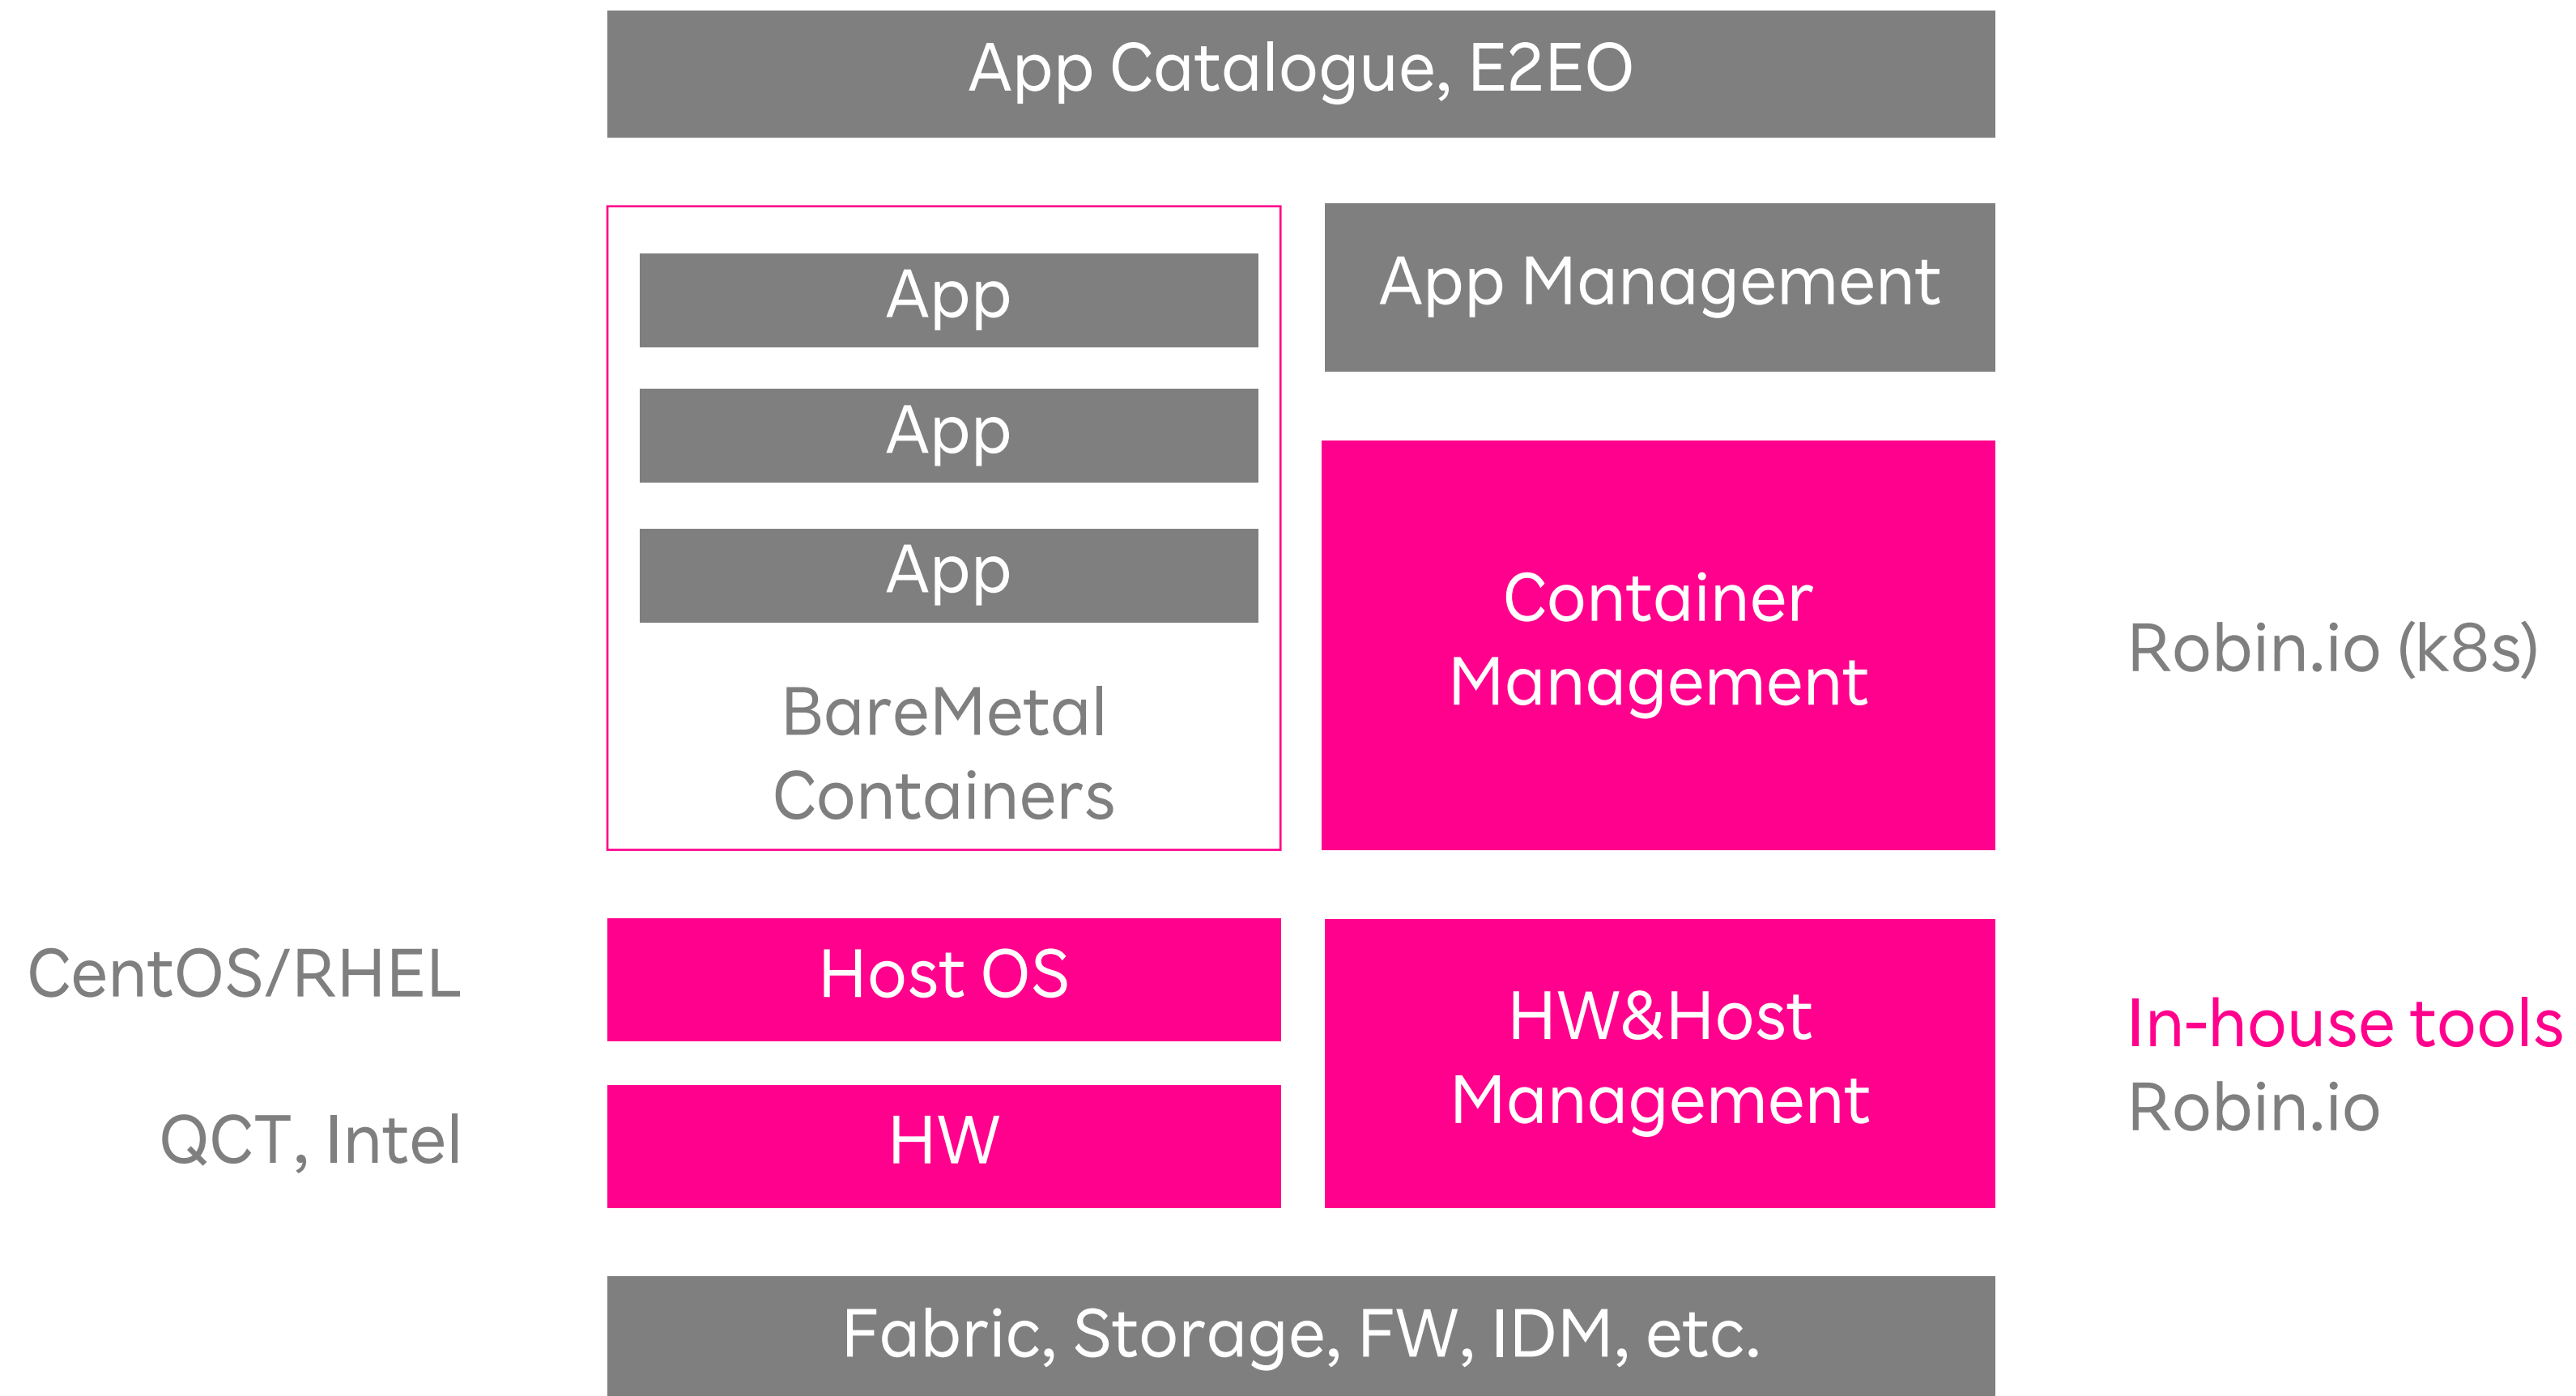 App Catalogue, E2EO
App
App
App
BareMetal
Containers
App Management
Container
Management
Robin.io (k8s)
CentOS/RHEL
Host OS
QCT, Intel
HW
HW&Host
Management
In-house tools
Robin.io
Fabric, Storage, FW, IDM, etc.